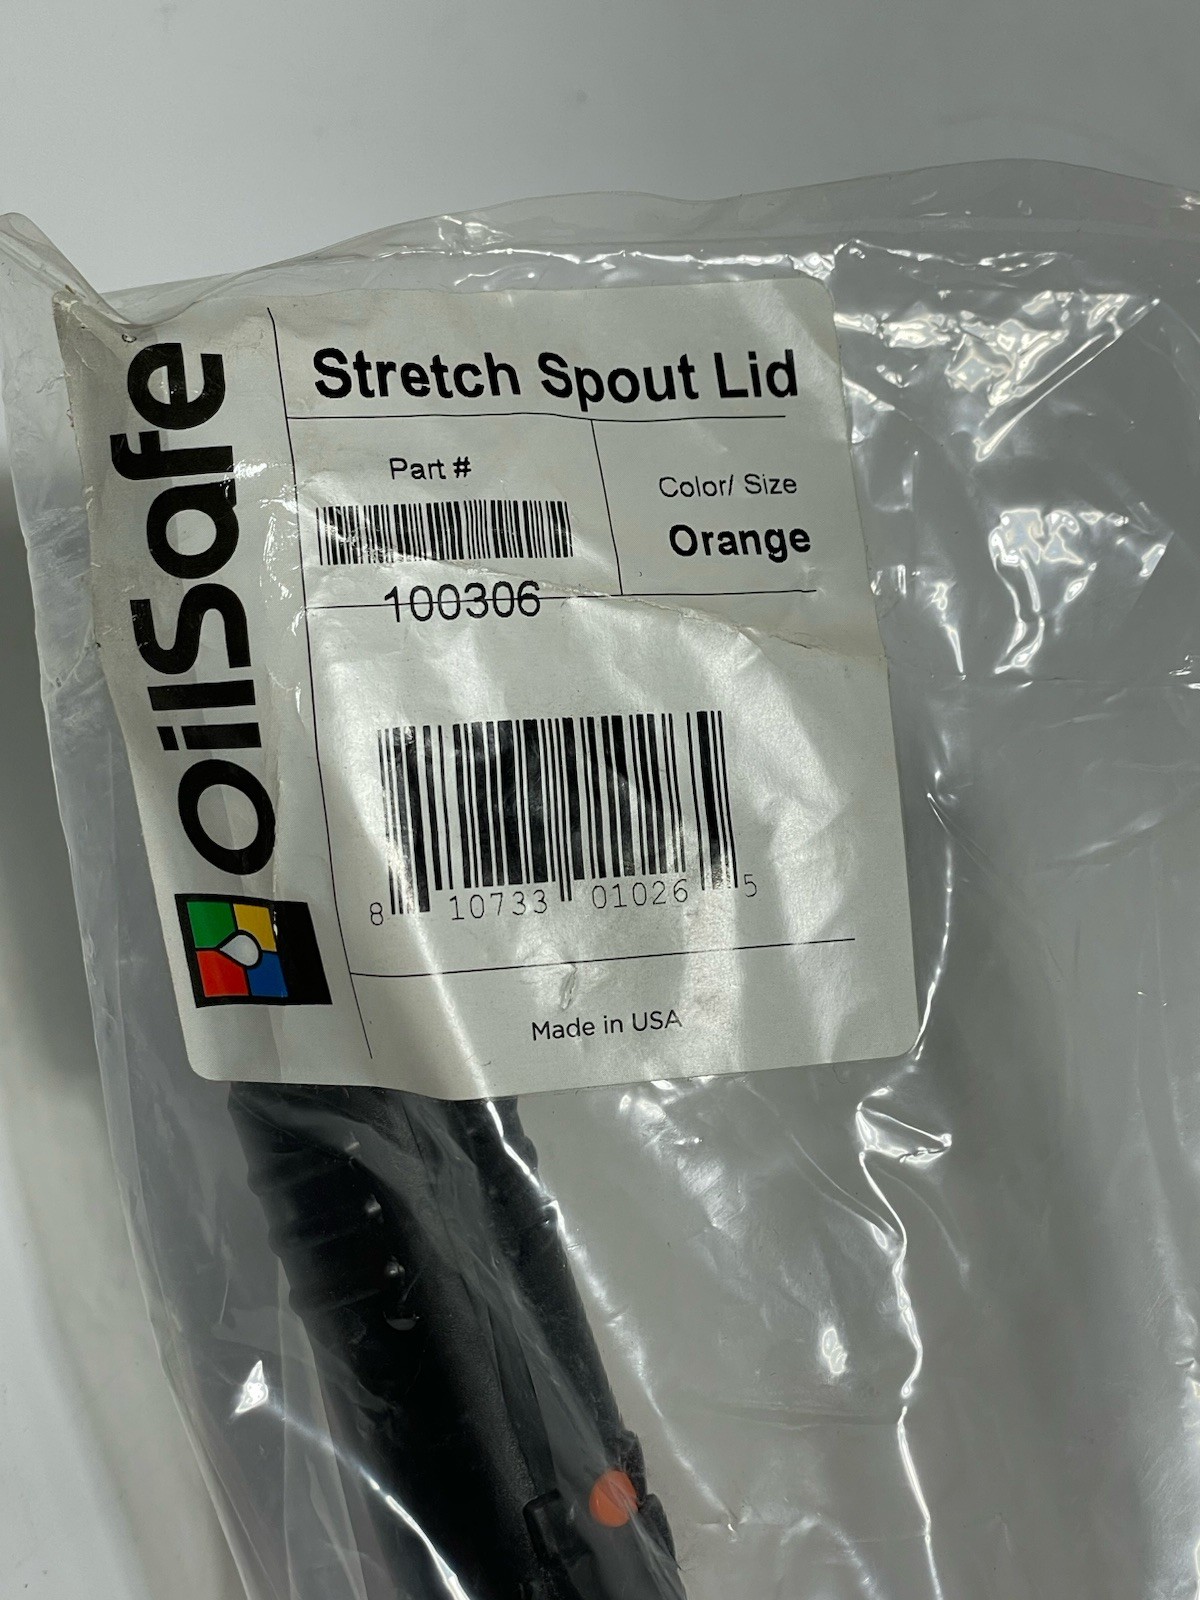 oilSafe
Stretch Spout Lid
Part #
100306
Color/ Size
Orange
8 10733 01026 5
Made in USA